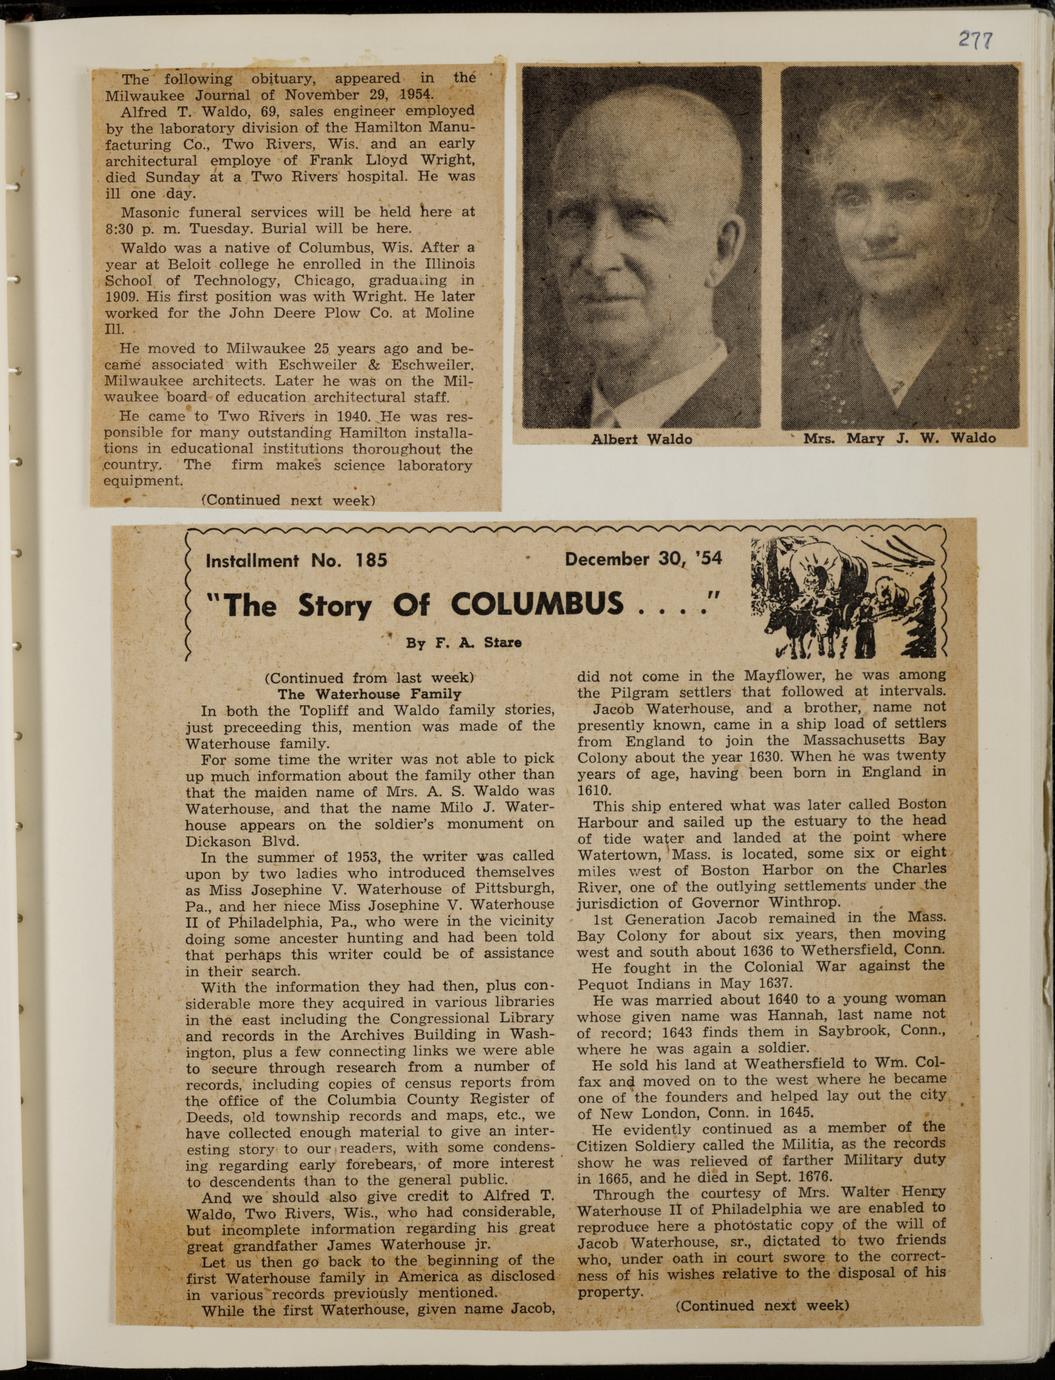 277
The following obituary, appeared in the
Milwaukee Journal of November 29, 1954.
Alfred T. Waldo, 69, sales engineer employed
by the laboratory division of the Hamilton Manu-
facturing Co., Two Rivers, Wis. and an early
architectural employe of Frank Lloyd Wright,
died Sunday at a Two Rivers hospital. He was
ill one day.
Masonic funeral services will be held here at
8:30 p. m. Tuesday. Burial will be here.
Waldo was a native of Columbus, Wis. After a
year at Beloit college he enrolled in the Illinois
School of Technology, Chicago, graduating in
1909. His first position was with Wright. He later
worked for the John Deere Plow Co. at Moline
Ill.
He moved to Milwaukee 25 years ago and be-
came associated with Eschweiler & Eschweiler,
Milwaukee architects. Later he was on the Mil-
waukee board of education architectural staff.
He came to Two Rivers in 1940. He was res-
ponsible for many outstanding Hamilton installa-
tions in educational institutions thoroughout the
country. The firm makes science laboratory
equipment.
(Continued next week)
Albert Waldo
Mrs. Mary J. W. Waldo
Installment No. 185
December 30, '54
"The Story Of COLUMBUS . . . ."
By F. A. Stare
(Continued from last week)
The Waterhouse Family
In both the Topliff and Waldo family stories,
just preceeding this, mention was made of the
Waterhouse family.
For some time the writer was not able to pick
up much information about the family other than
that the maiden name of Mrs. A. S. Waldo was
Waterhouse, and that the name Milo J. Water-
house appears on the soldier's monument on
Dickason Blvd.
In the summer of 1953, the writer was called
upon by two ladies who introduced themselves
as Miss Josephine V. Waterhouse of Pittsburgh,
Pa., and her niece Miss Josephine V. Waterhouse
II of Philadelphia, Pa., who were in the vicinity
doing some ancester hunting and had been told
that perhaps this writer could be of assistance
in their search.
With the information they had then, plus con-
siderable more they acquired in various libraries
in the east including the Congressional Library
and records in the Archives Building in Wash-
ington, plus a few connecting links we were able
to secure through research from a number of
records, including copies of census reports from
the office of the Columbia County Register of
Deeds, old township records and maps, etc., we
have collected enough material to give an inter-
esting story to our readers, with some condens-
ing regarding early forebears, of more interest
to descendents than to the general public.
And we should also give credit to Alfred T.
Waldo, Two Rivers, Wis., who had considerable,
but incomplete information regarding his great
great grandfather James Waterhouse jr.
Let us then go back to the beginning of the
first Waterhouse family in America as disclosed
in various records previously mentioned.
While the first Waterhouse, given name Jacob,
did not come in the Mayflower, he was among
the Pilgram settlers that followed at intervals.
Jacob Waterhouse, and a brother, name not
presently known, came in a ship load of settlers
from England to join the Massachusetts Bay
Colony about the year 1630. When he was twenty
years of age, having been born in England in
1610.
This ship entered what was later called Boston
Harbour and sailed up the estuary to the head
of tide water and landed at the point where
Watertown, Mass. is located, some six or eight
miles west of Boston Harbor on the Charles
River, one of the outlying settlements under the
jurisdiction of Governor Winthrop.
1st Generation Jacob remained in the Mass.
Bay Colony for about six years, then moving
west and south about 1636 to Wethersfield, Conn.
He fought in the Colonial War against the
Pequot Indians in May 1637.
He was married about 1640 to a young woman
whose given name was Hannah, last name not
of record; 1643 finds them in Saybrook, Conn.,
where he was again a soldier.
He sold his land at Weathersfield to Wm. Col-
fax and moved on to the west where he became
one of the founders and helped lay out the city
of New London, Conn. in 1645.
He evidently continued as a member of the
Citizen Soldiery called the Militia, as the records
show he was relieved of farther Military duty
in 1665, and he died in Sept. 1676.
Through the courtesy of Mrs. Walter Henry
Waterhouse II of Philadelphia we are enabled to
reproduce here a photostatic copy of the will of
Jacob Waterhouse, sr., dictated to two friends
who, under oath in court swore to the correct-
ness of his wishes relative to the disposal of his
property.
(Continued next week)